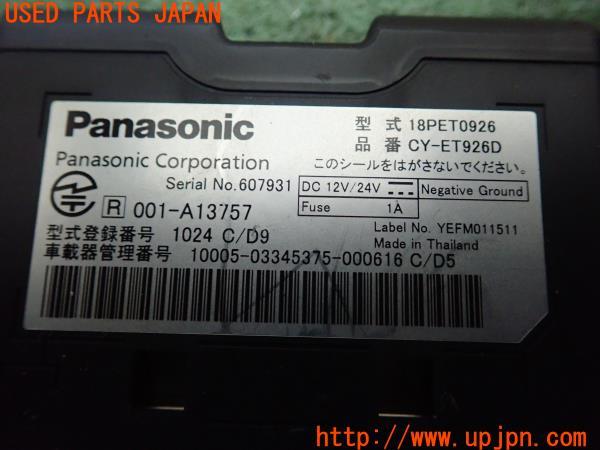 USED PARTS JAPAN
Panasonic
型 式 18PET0926
品 番 CY-ET926D
Panasonic Corporation
このシールをはがさないでください。
Serial No.607931
DC 12V/24V
Negative Ground
Fuse 1A
R 001-A13757
Label No. YEFM011511
Made in Thailand
型式登録番号 1024 C/D9
車載器管理番号 10005-03345375-000616 C/D5
USED PARTS JAPAN
http://www.upjpn.com